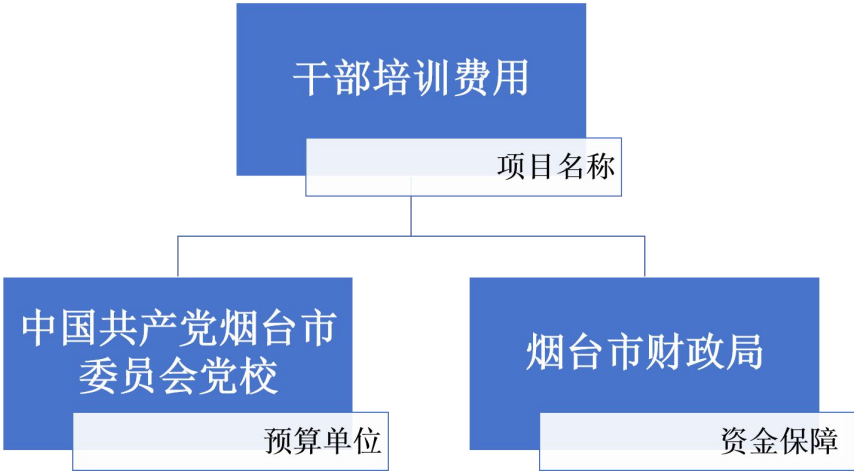 干部培训费用
项目名称
中国共产党烟台市
委员会党校
预算单位
烟台市财政局
资金保障